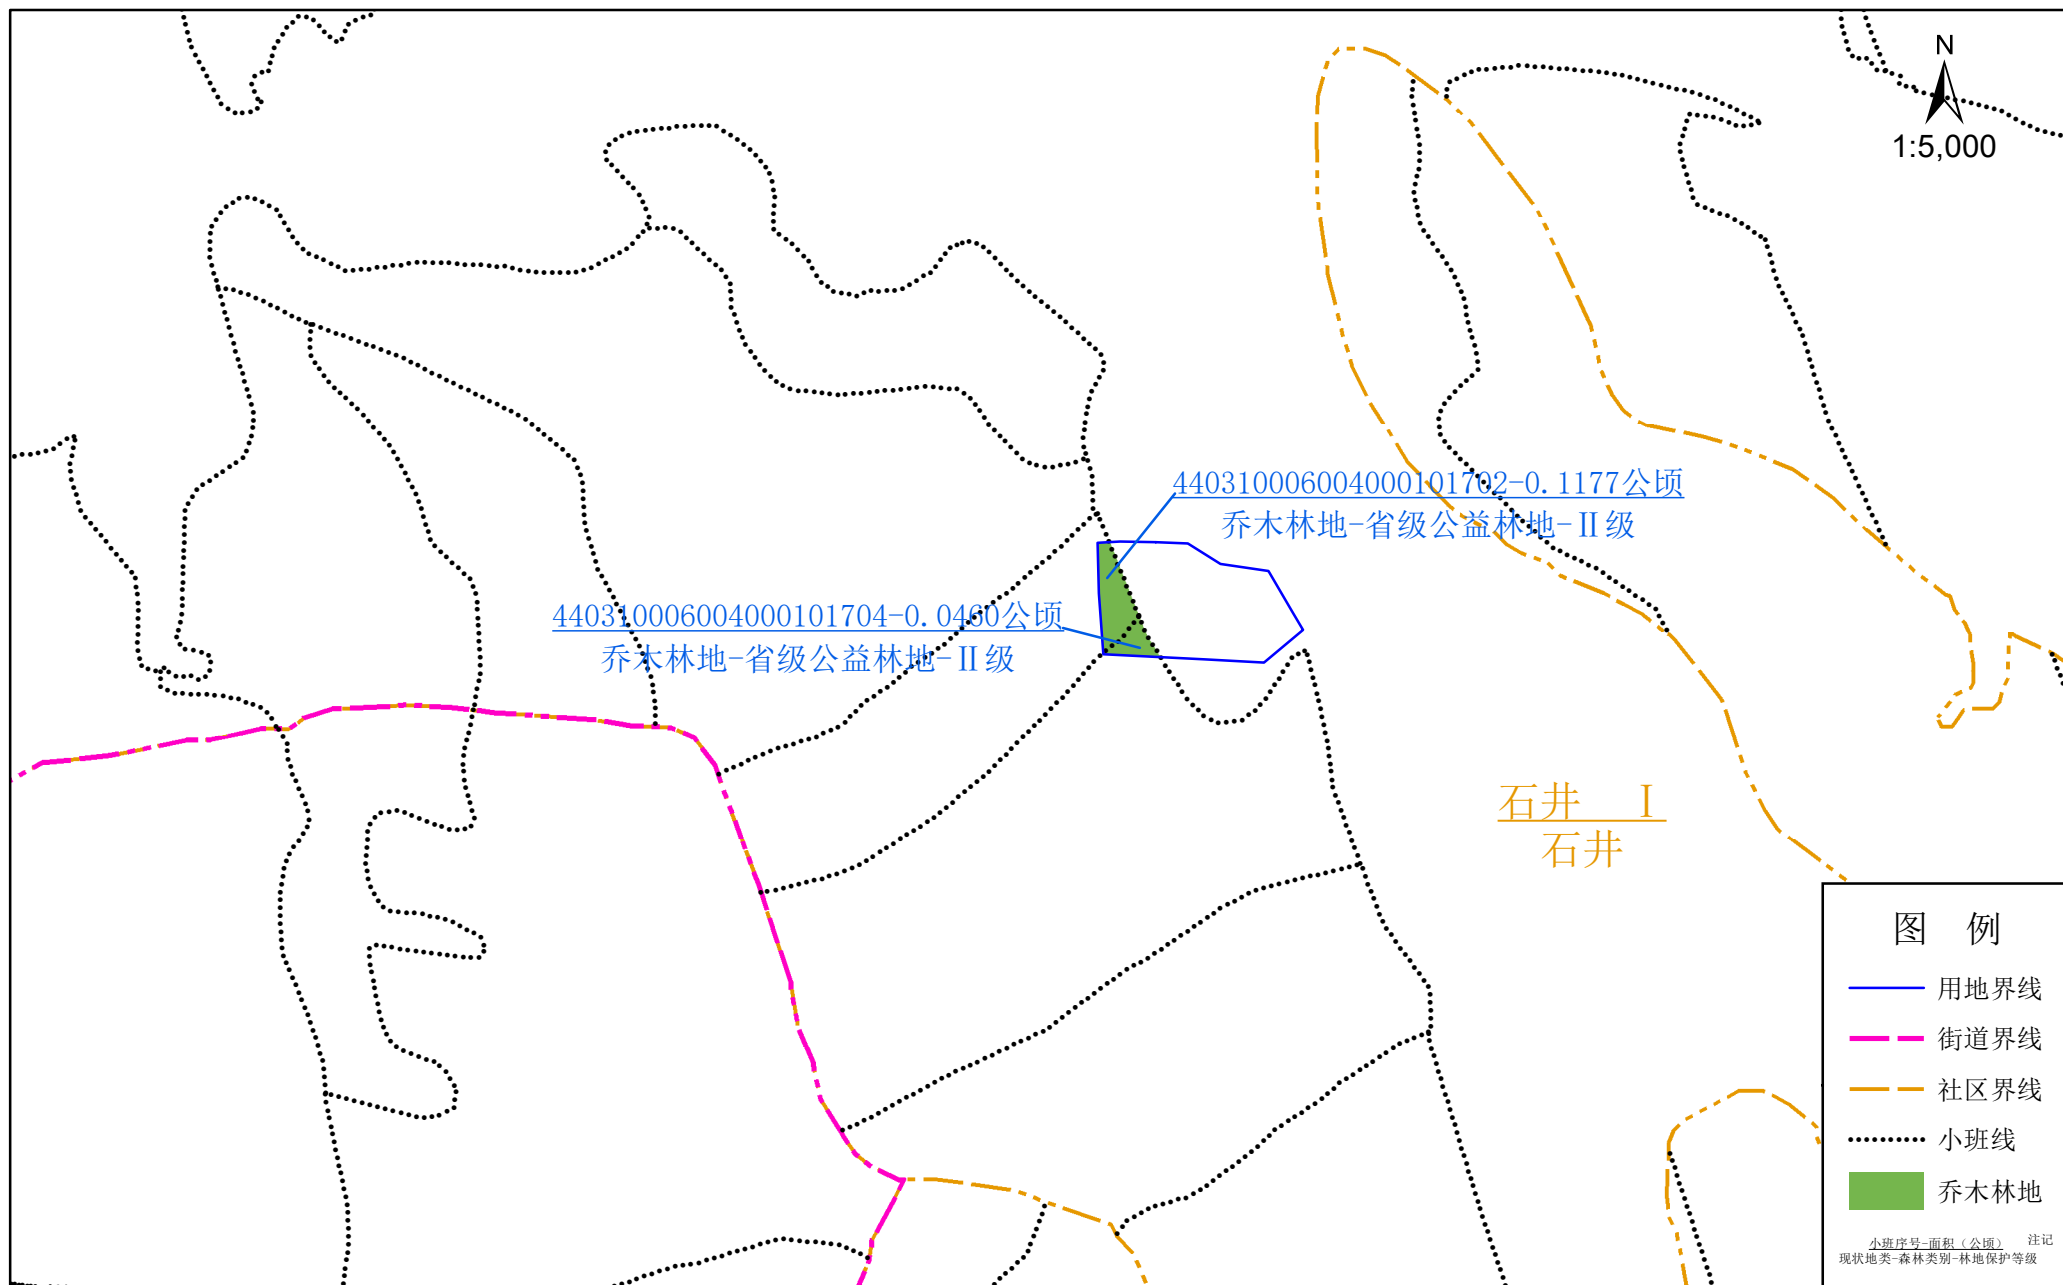 N
1:5,000
440310006004000101702-0.1177公顷
乔木林地-省级公益林地-Ⅱ级
440310006004000101704-0.0460公顷
乔木林地-省级公益林地-Ⅱ级
石井 Ⅰ
石井
图 例
用地界线
街道界线
社区界线
小班线
乔木林地
小班序号-面积（公顷） 注记
现状地类-森林类别-林地保护等级